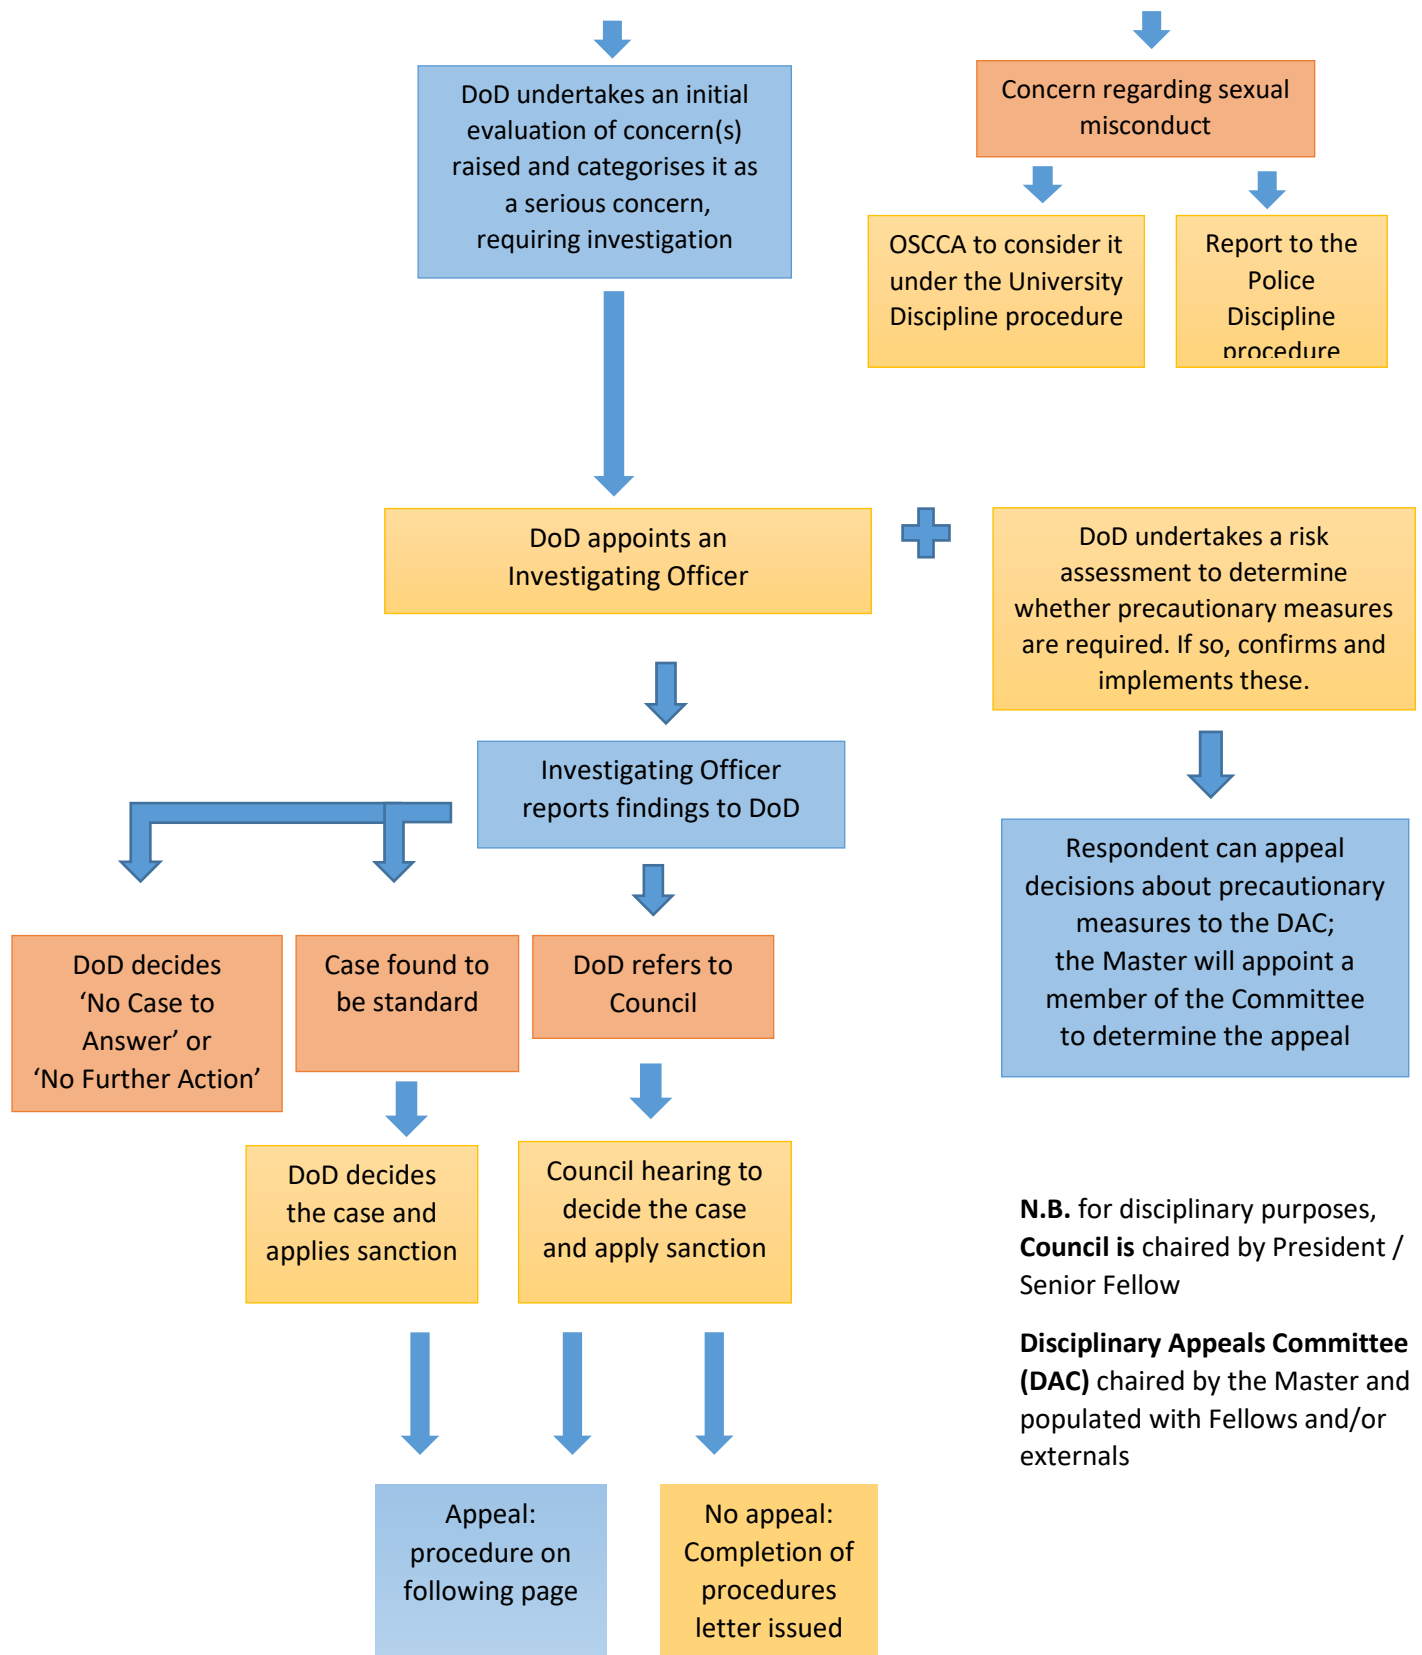 DoD undertakes an initial
evaluation of concern(s)
raised and categorises it as
a serious concern,
requiring investigation
Concern regarding sexual
misconduct
OSCCA to consider it
under the University
Discipline procedure
Report to the
Police
Discipline
procedure
DoD appoints an
Investigating Officer
DoD undertakes a risk
assessment to determine
whether precautionary measures
are required. If so, confirms and
implements these.
Investigating Officer
reports findings to DoD
Respondent can appeal
decisions about precautionary
measures to the DAC;
the Master will appoint a
member of the Committee
to determine the appeal
DoD decides
‘No Case to
Answer’ or
‘No Further Action’
Case found to
be standard
DoD refers to
Council
DoD decides
the case and
applies sanction
Council hearing to
decide the case
and apply sanction
N.B. for disciplinary purposes,
Council is chaired by President /
Senior Fellow
Disciplinary Appeals Committee
(DAC) chaired by the Master and
populated with Fellows and/or
externals
Appeal:
procedure on
following page
No appeal:
Completion of
procedures
letter issued